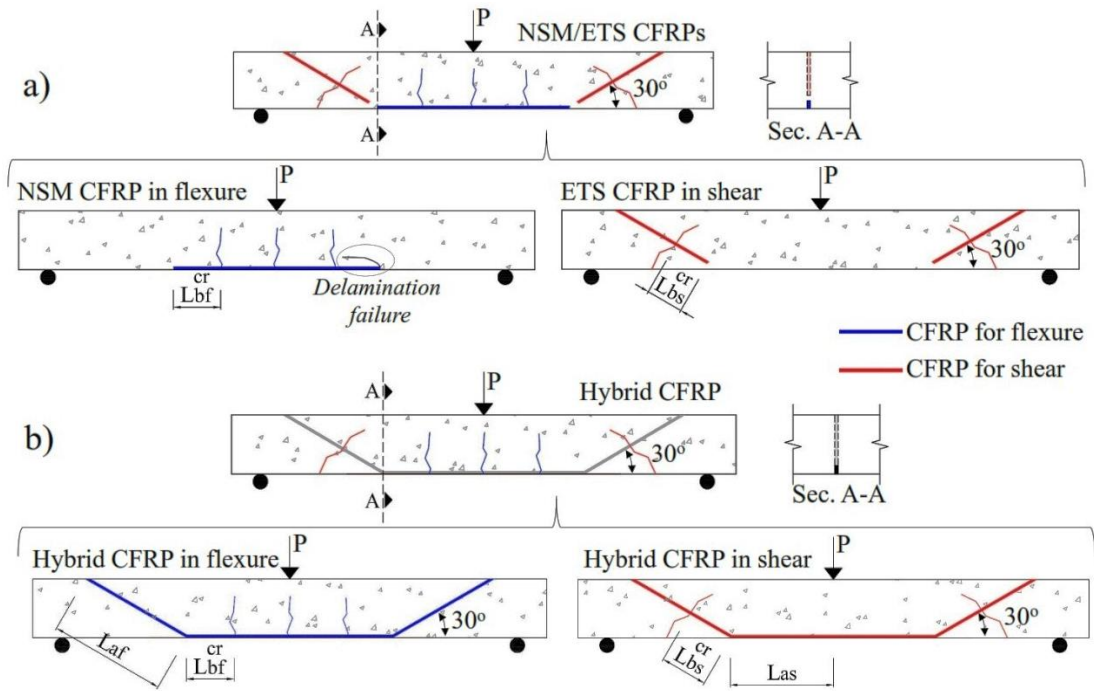 a)
A
P
NSM/ETS CFRPs
30°
A
Sec. A-A
NSM CFRP in flexure
P
cr
Lbf
Delamination
failure
ETS CFRP in shear
P
30°
cr
Lbs
CFRP for flexure
CFRP for shear
b)
A
P
Hybrid CFRP
30°
A
Sec. A-A
Hybrid CFRP in flexure
P
30°
Laf
cr
Lbf
Hybrid CFRP in shear
P
30°
cr
Lbs
Las